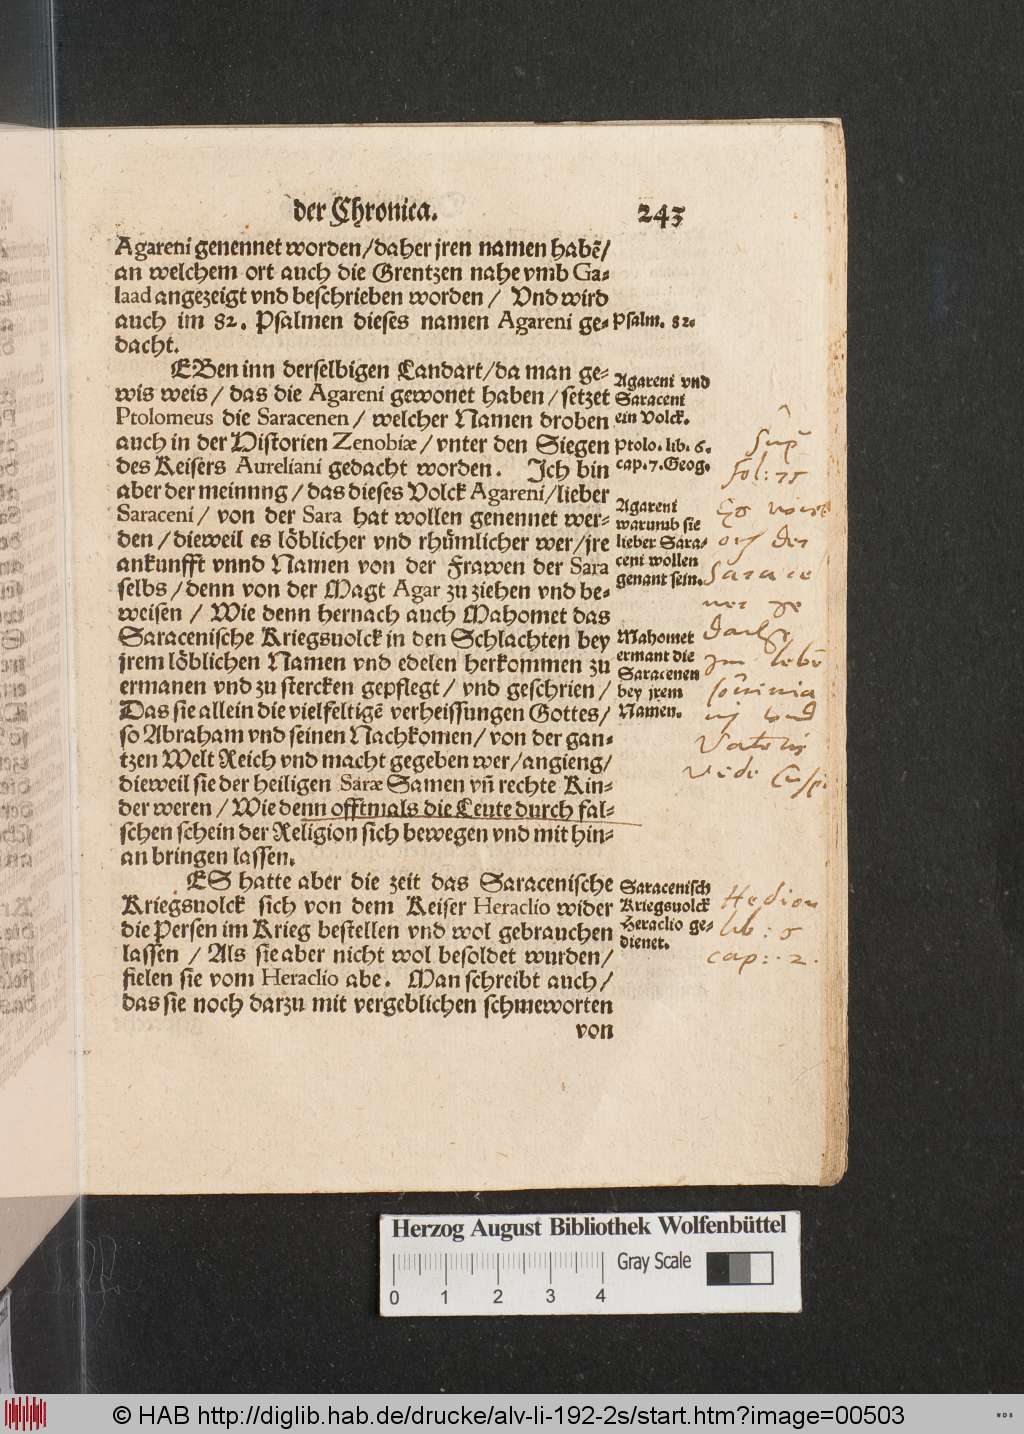 der Chronica. 243
Agareni genennet worden/daher jren namen habẽ/
an welchem ort auch die Grentzen nahe vmb Ga-
laad angezeigt vnd beschrieben worden / Vnd wird
auch im 82. Psalmen dieses namen Agareni ge-
dacht.
Psalm. 82.
EBen inn derselbigen Landart/da man ge-
wis weis / das die Agareni gewonet haben / setzet
Ptolomeus die Saracenen / welcher Namen droben
auch in der Historien Zenobiæ / vnter den Siegen
des Keisers Aureliani gedacht worden. Ich bin
aber der meinnng / das dieses Volck Agareni/lieber
Saraceni / von der Sara hat wollen genennet wer-
den / dieweil es löblicher vnd rhümlicher wer/jre
ankunfft vnnd Namen von der Frawen der Sara
selbs / denn von der Magt Agar zu ziehen vnd be-
weisen / Wie denn hernach auch Mahomet das
Saracenische Kriegsuolck in den Schlachten bey
jrem löblichen Namen vnd edelen herkommen zu
ermanen vnd zu stercken gepflegt / vnd geschrien /
Das sie allein die vielfeltigẽ verheissungen Gottes/
so Abraham vnd seinen Nachkomen / von der gan-
tzen Welt Reich vnd macht gegeben wer/angieng/
dieweil sie der heiligen Saræ Samen vñ rechte Kin-
der weren / Wie denn offtmals die Leute durch fal-
schen schein der Religion sich bewegen vnd mit hin-
an bringen lassen.
Agareni vnd
Saraceni
ein Volck.
Ptolo. lib. 6.
cap. 7. Geog.
Agareni
warumb sie
lieber Sara-
ceni wollen
genant sein.
Mahomet
ermant die
Saracenen
bey jrem
Namen.
fol: 75
ES hatte aber die zeit das Saracenische
Kriegsuolck sich von dem Keiser Heraclio wider
die Persen im Krieg bestellen vnd wol gebrauchen
lassen / Als sie aber nicht wol besoldet wurden/
fielen sie vom Heraclio abe. Man schreibt auch/
das sie noch darzu mit vergeblichen schmeworten
von
Saracenisch
Kriegsuolck
Heraclio ge-
dienet.
Hedion
lib: 5
cap: 2.
Herzog August Bibliothek Wolfenbüttel
Gray Scale
0 1 2 3 4
© HAB http://diglib.hab.de/drucke/alv-li-192-2s/start.htm?image=00503